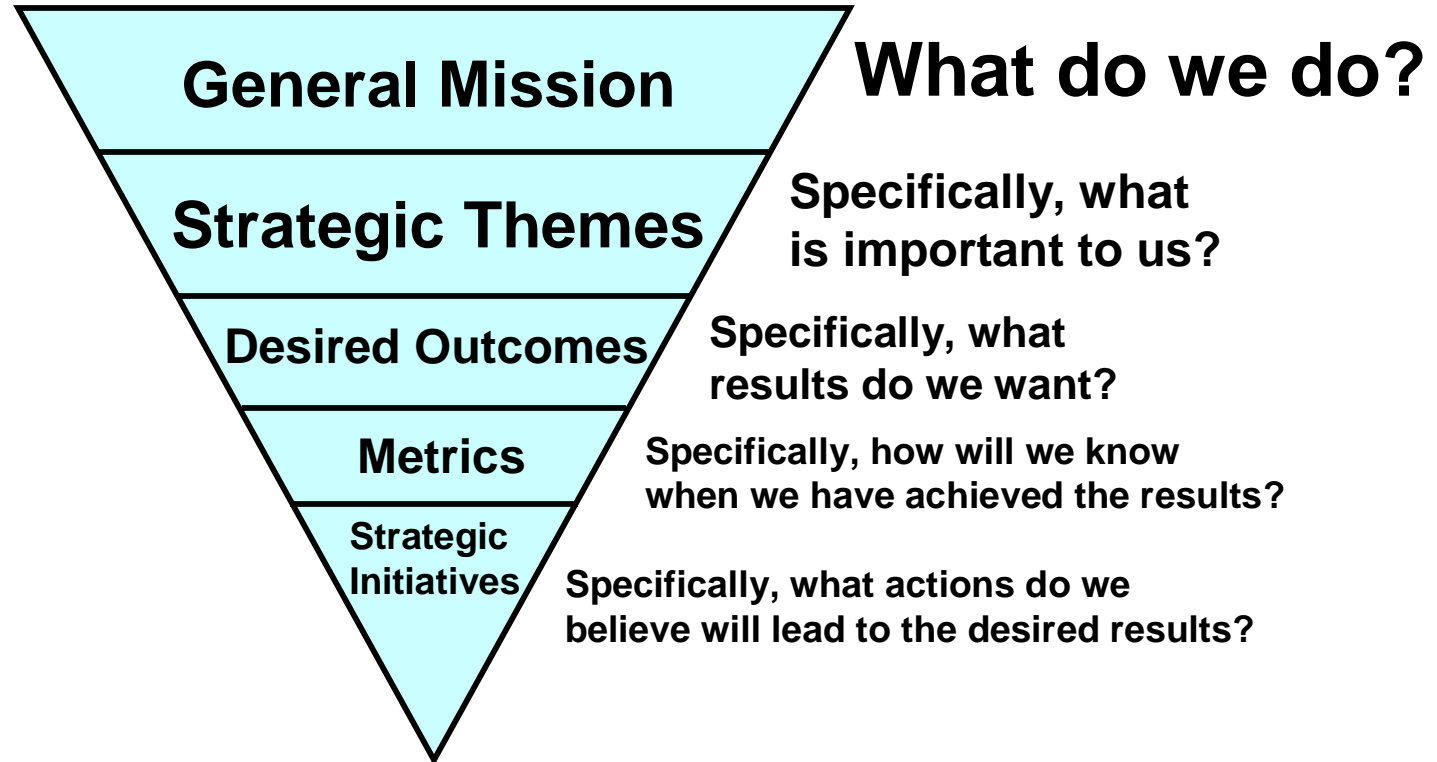 General Mission
What do we do?
Strategic Themes
Specifically, what
is important to us?
Desired Outcomes
Specifically, what
results do we want?
Metrics
Specifically, how will we know
when we have achieved the results?
Strategic
Initiatives
Specifically, what actions do we
believe will lead to the desired results?